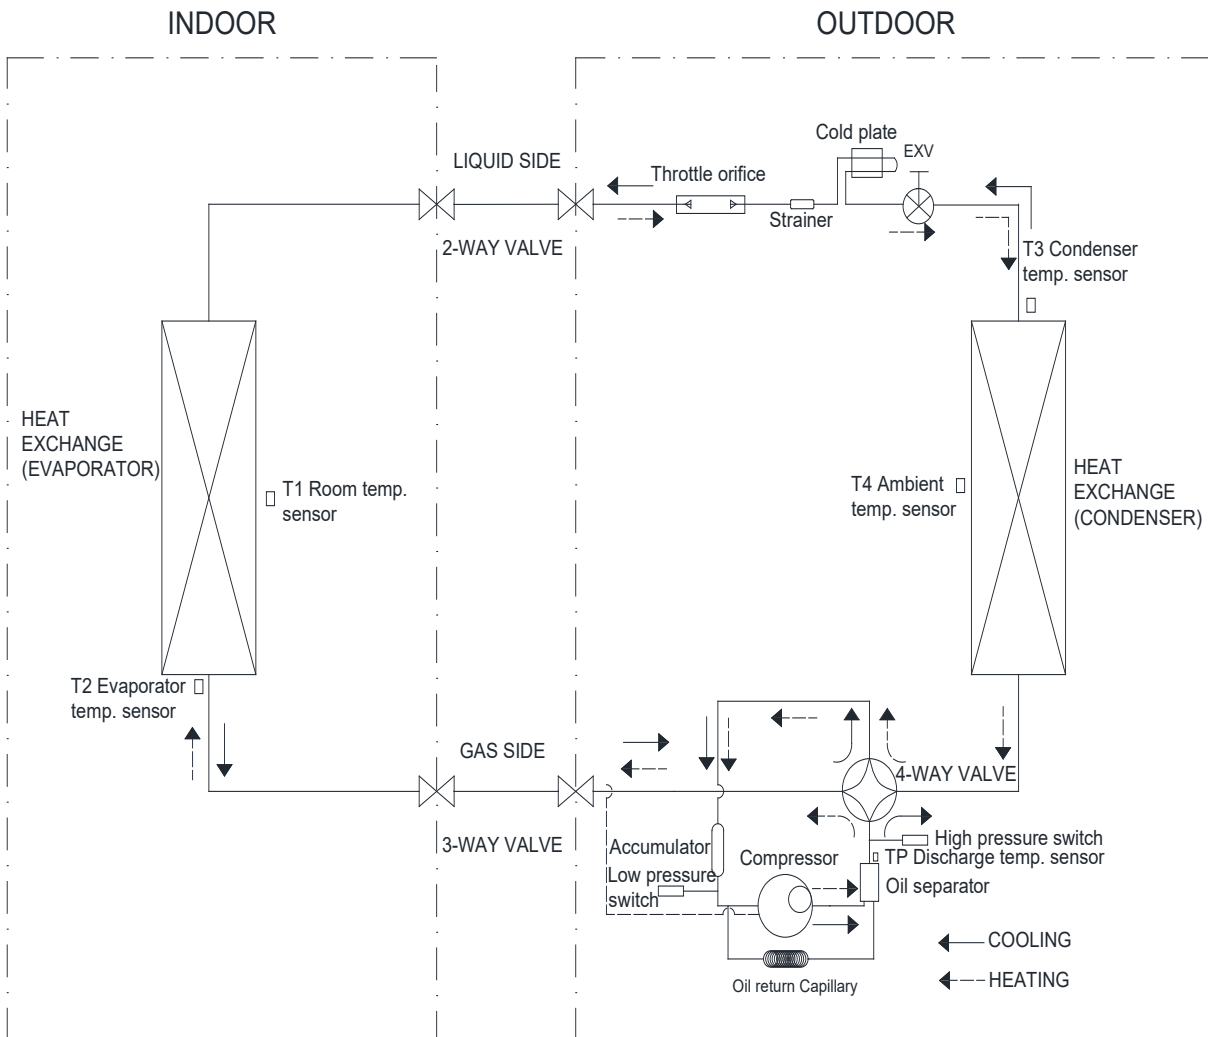 INDOOR
OUTDOOR
Cold plate
EXV
LIQUID SIDE
Throttle orifice
Strainer
2-WAY VALVE
T3 Condenser
temp. sensor
HEAT
EXCHANGE
(EVAPORATOR)
T1 Room temp.
sensor
T4 Ambient
temp. sensor
HEAT
EXCHANGE
(CONDENSER)
T2 Evaporator
temp. sensor
GAS SIDE
4-WAY VALVE
3-WAY VALVE
Accumulator
Compressor
High pressure switch
TP Discharge temp. sensor
Low pressure
switch
Oil separator
COOLING
HEATING
Oil return Capillary